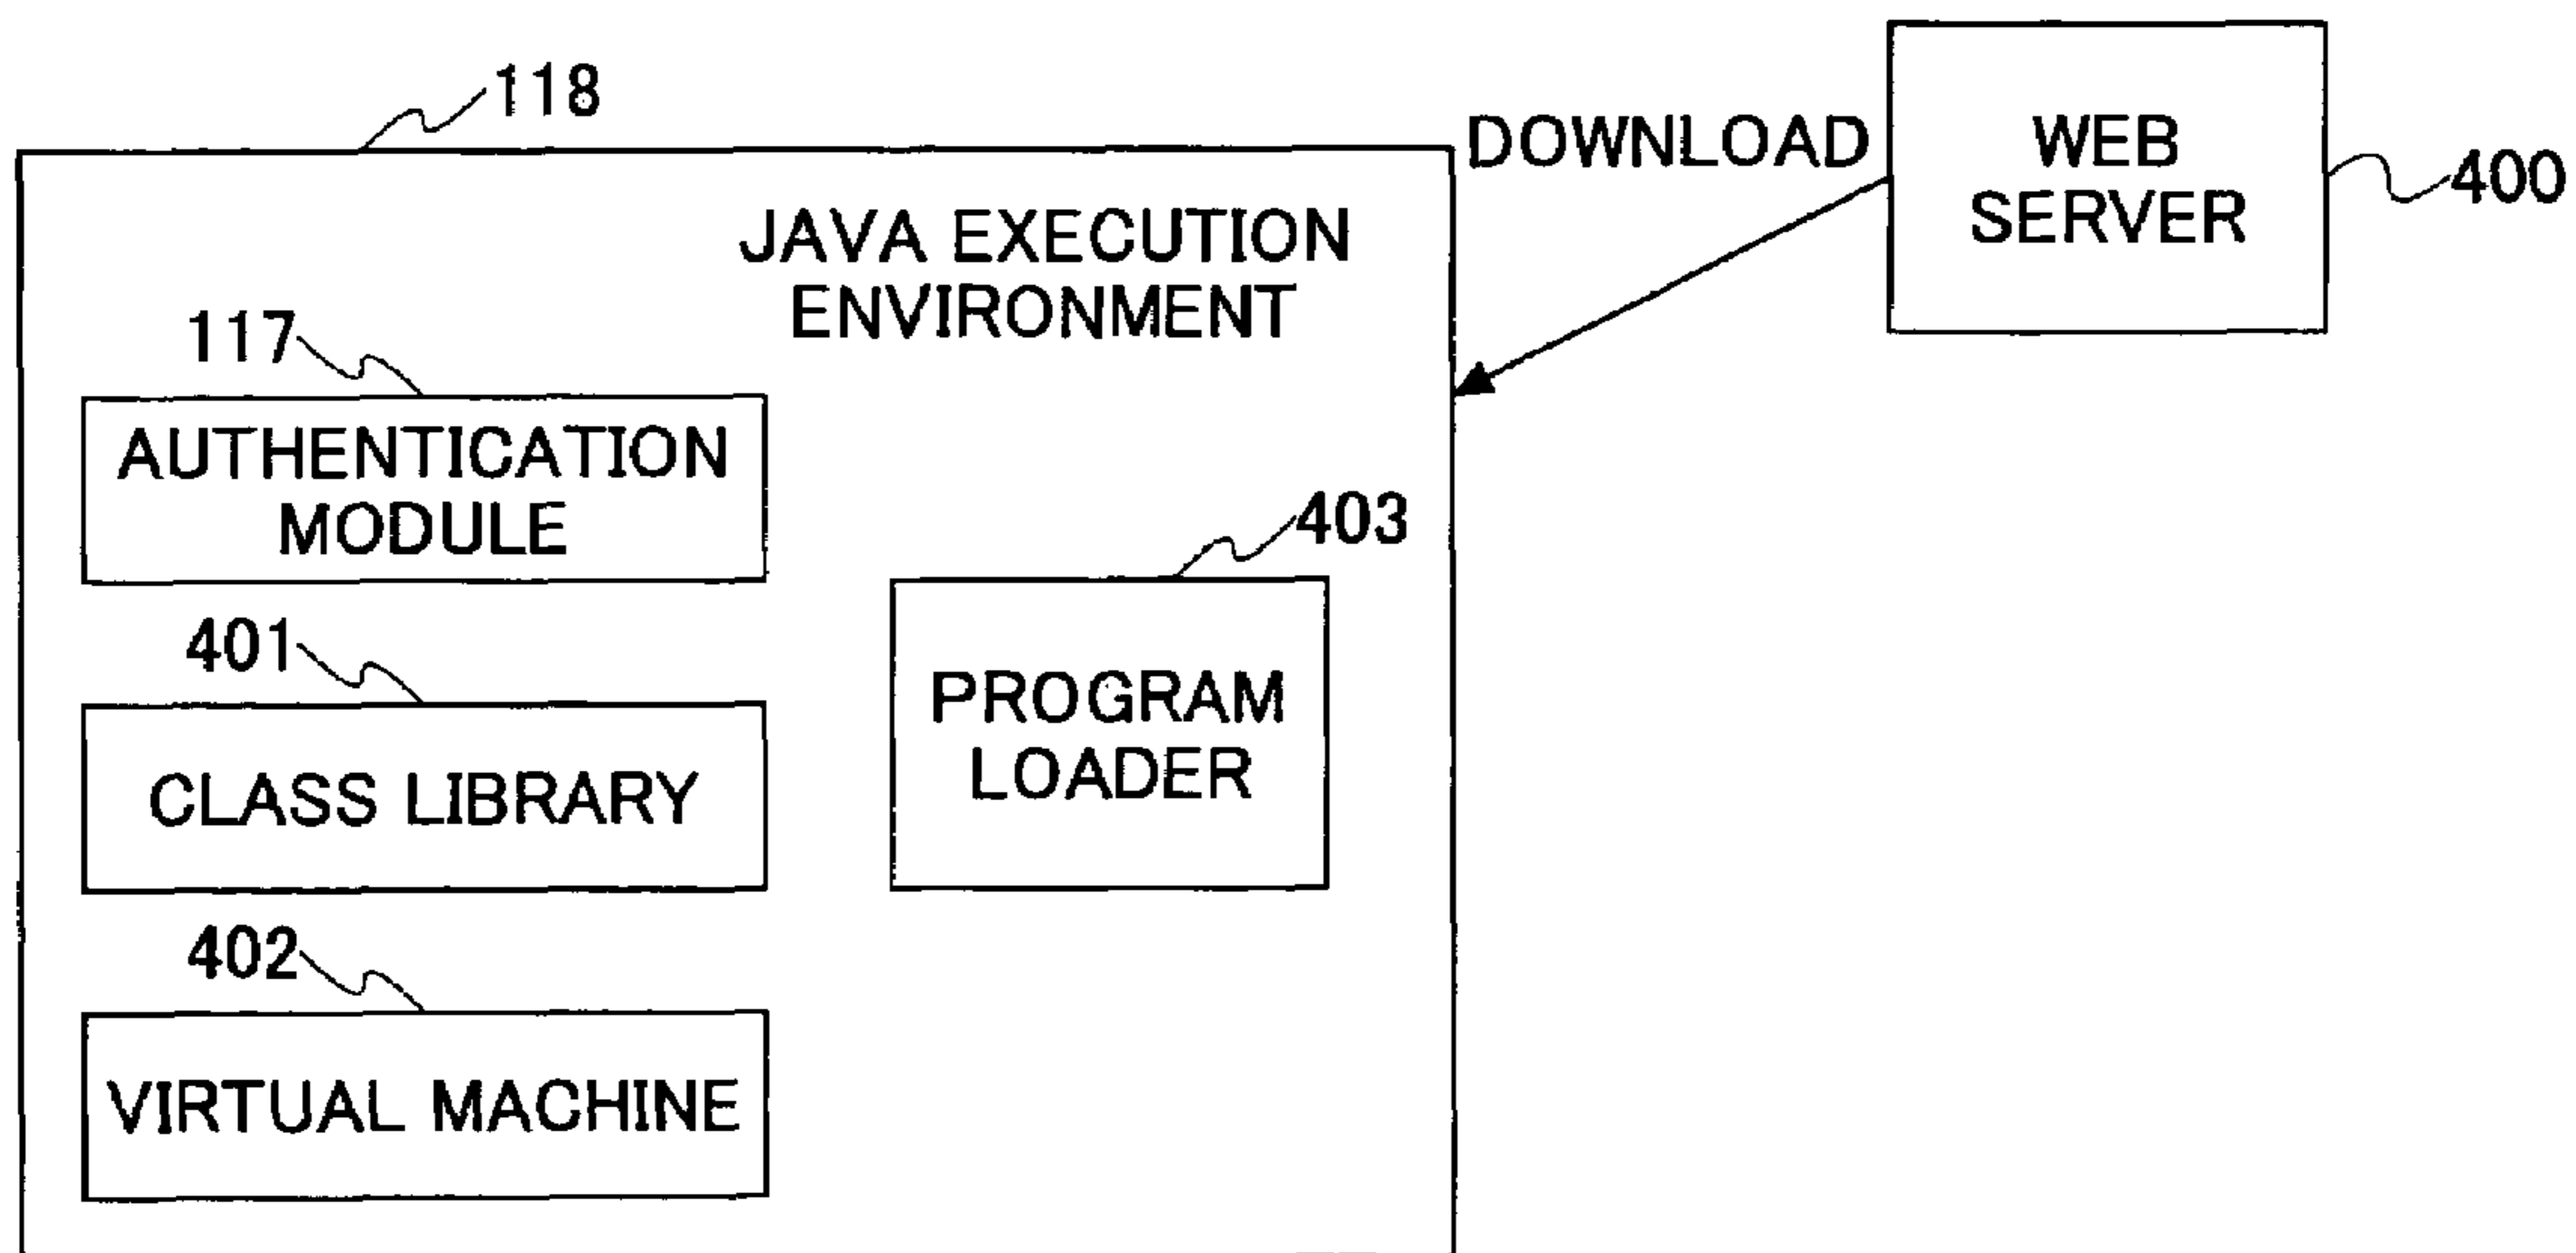 118
DOWNLOAD
WEB
SERVER
400
JAVA EXECUTION
ENVIRONMENT
117
AUTHENTICATION
MODULE
403
401
PROGRAM
LOADER
CLASS LIBRARY
402
VIRTUAL MACHINE